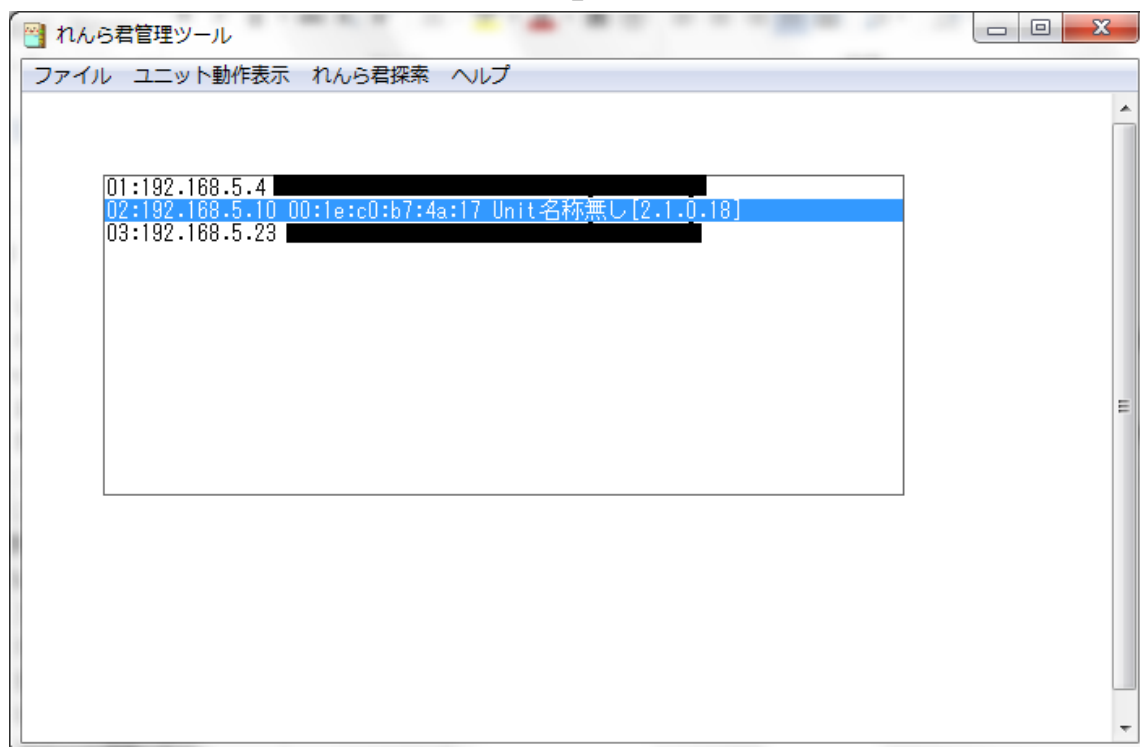 れんら君管理ツール
ファイル ユニット動作表示 れんら君探索 ヘルプ
01:192.168.5.4
02:192.168.5.10 00:1e:c0:b7:4a:17 Unit名称無し[2.1.0.18]
03:192.168.5.23